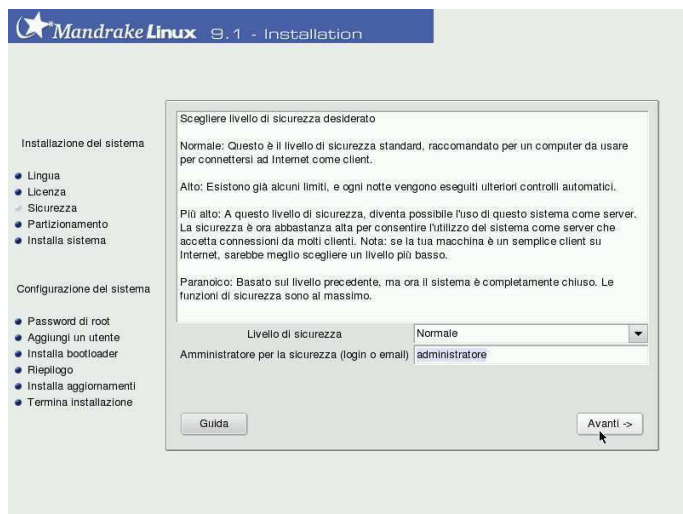 Mandrake Linux 9.1 - Installation
Installazione del sistema
Lingua
Licenza
Sicurezza
Partizionamento
Installa sistema
Configurazione del sistema
Password di root
Aggiungi un utente
Installa bootloader
Riepilogo
Installa aggiornamenti
Termina installazione
Scegliere livello di sicurezza desiderato
Normale: Questo è il livello di sicurezza standard, raccomandato per un computer da usare
per connettersi ad Internet come client.
Alto: Esistono già alcuni limiti, e ogni notte vengono eseguiti ulteriori controlli automatici.
Più alto: A questo livello di sicurezza, diventa possibile l'uso di questo sistema come server.
La sicurezza è ora abbastanza alta per consentire l'utilizzo del sistema come server che
accetta connessioni da molti clienti. Nota: se la tua macchina è un semplice client su
Internet, sarebbe meglio scegliere un livello più basso.
Paranoico: Basato sul livello precedente, ma ora il sistema è completamente chiuso. Le
funzioni di sicurezza sono al massimo.
Livello di sicurezza Normale
Amministratore per la sicurezza (login o email) administratore
Guida Avanti ->